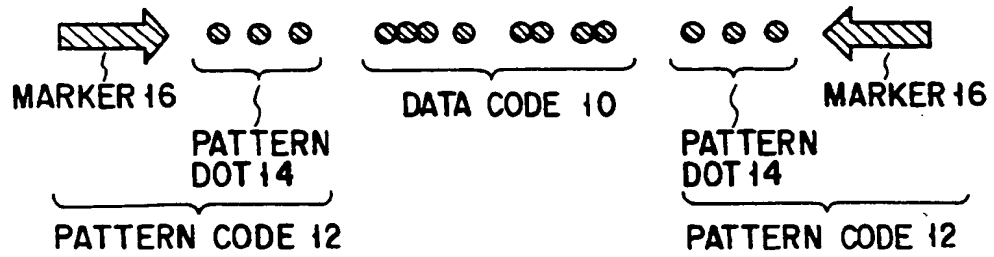 MARKER 16
DATA CODE 10
MARKER 16
PATTERN
DOT 14
PATTERN
DOT 14
PATTERN CODE 12
PATTERN CODE 12